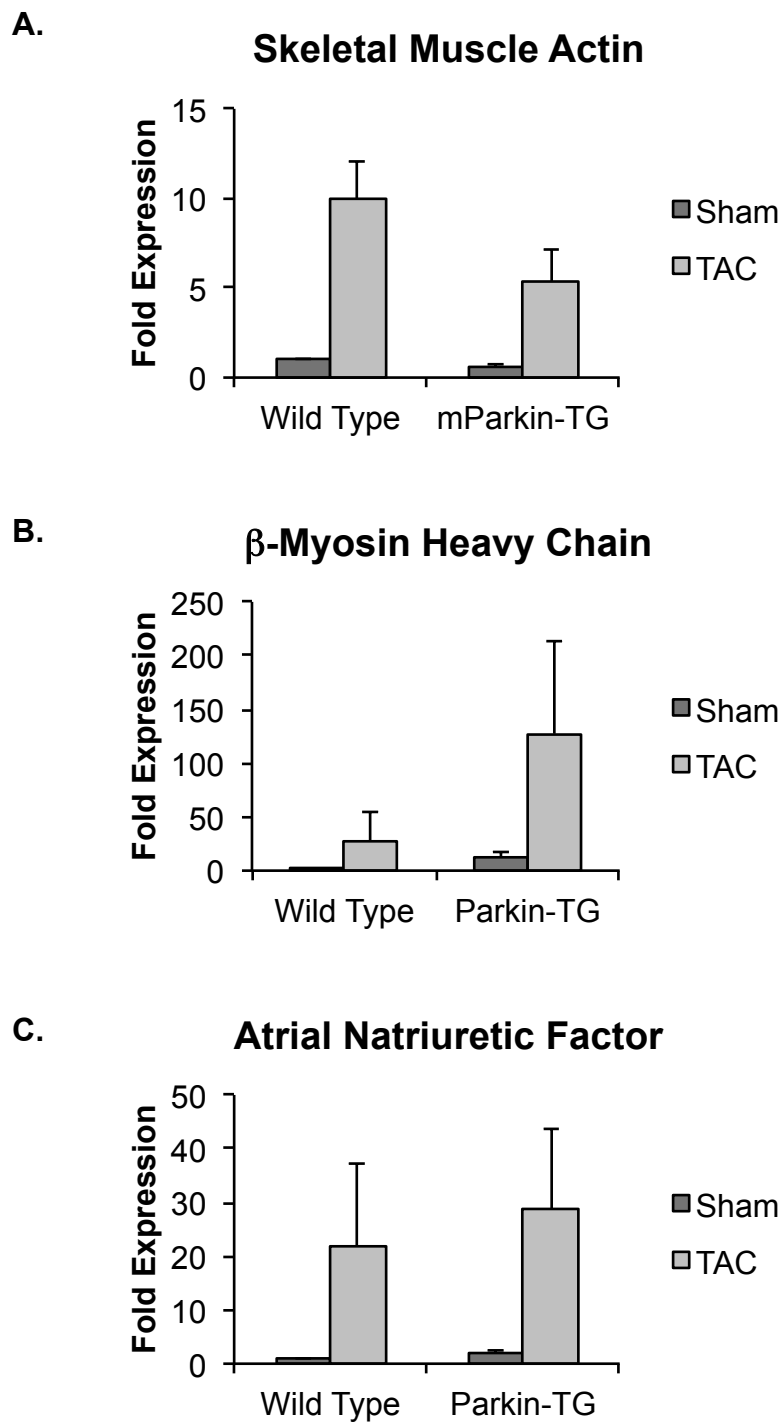 A.
Skeletal Muscle Actin
Fold Expression
15
10
5
0
Wild Type
mParkin-TG
Sham
TAC
B.
β-Myosin Heavy Chain
Fold Expression
250
200
150
100
50
0
Wild Type
Parkin-TG
Sham
TAC
C.
Atrial Natriuretic Factor
Fold Expression
50
40
30
20
10
0
Wild Type
Parkin-TG
Sham
TAC